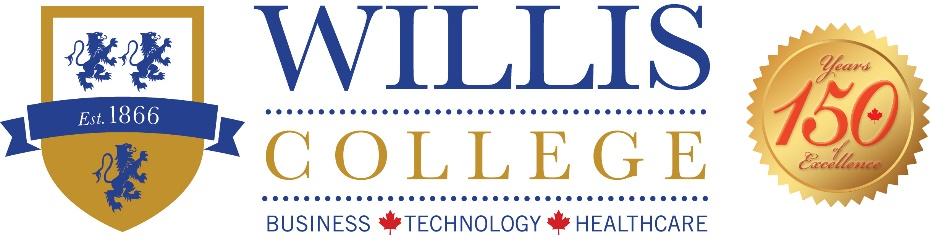 Est. 1866
WILLIS
COLLEGE
BUSINESS TECHNOLOGY HEALTHCARE
Years
150
of
Excellence